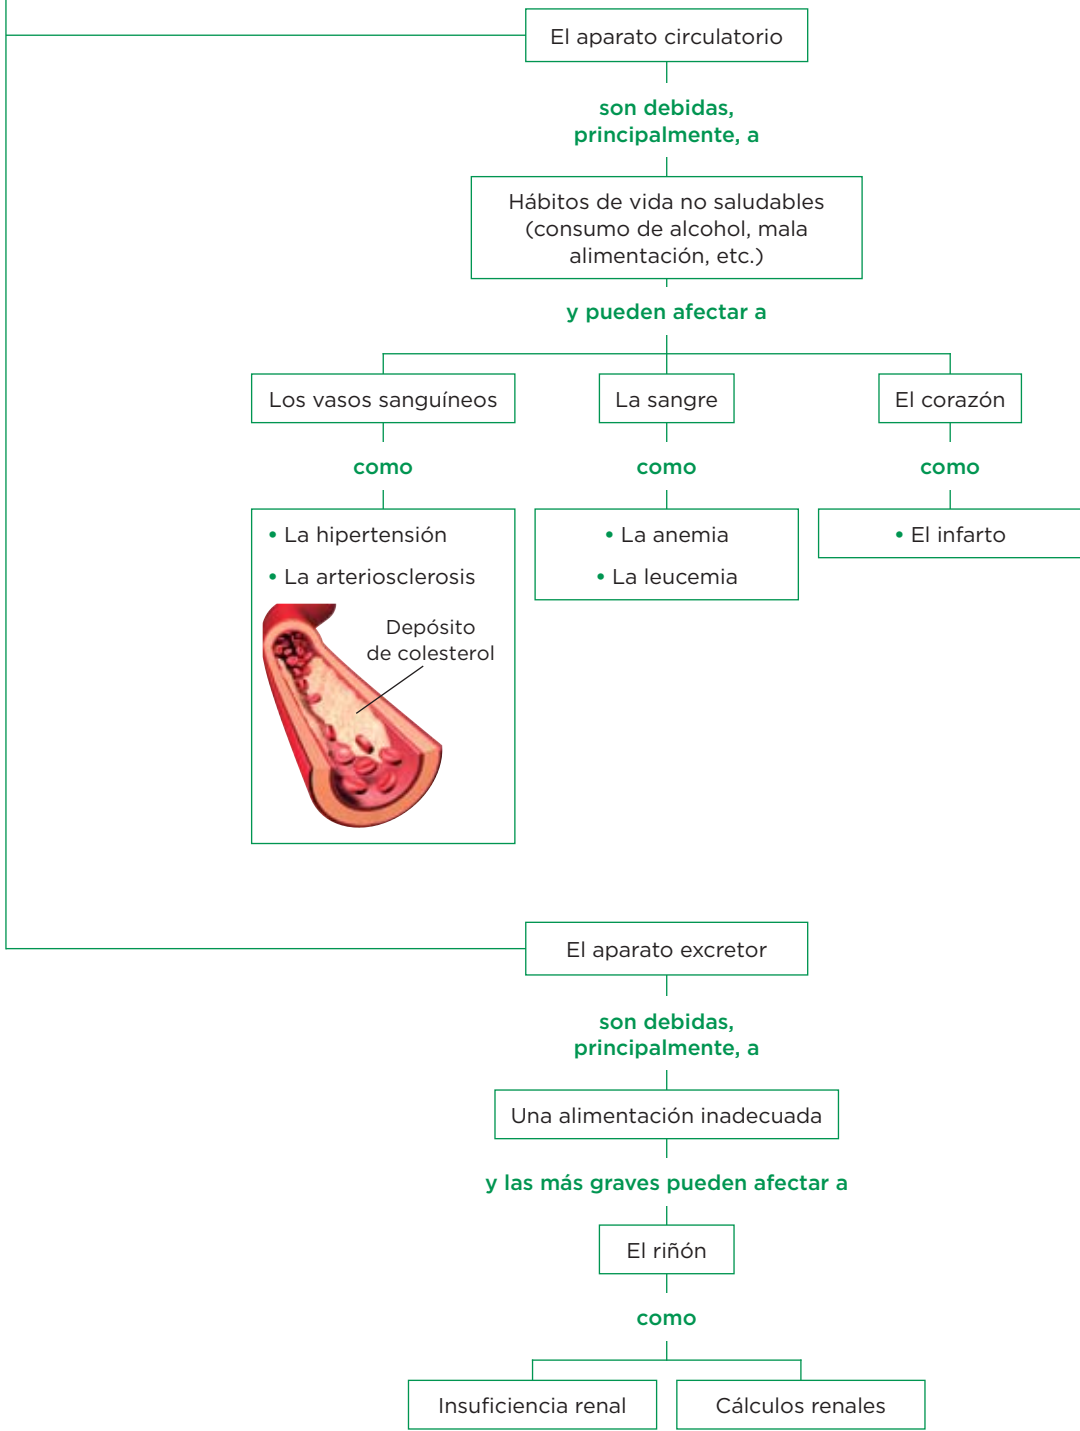 El aparato circulatorio
son debidas,
principalmente, a
Hábitos de vida no saludables
(consumo de alcohol, mala
alimentación, etc.)
y pueden afectar a
Los vasos sanguíneos
La sangre
El corazón
como
como
como
• La hipertensión
• La arteriosclerosis
Depósito
de colesterol
• La anemia
• La leucemia
• El infarto
El aparato excretor
son debidas,
principalmente, a
Una alimentación inadecuada
y las más graves pueden afectar a
El riñón
como
Insuficiencia renal
Cálculos renales